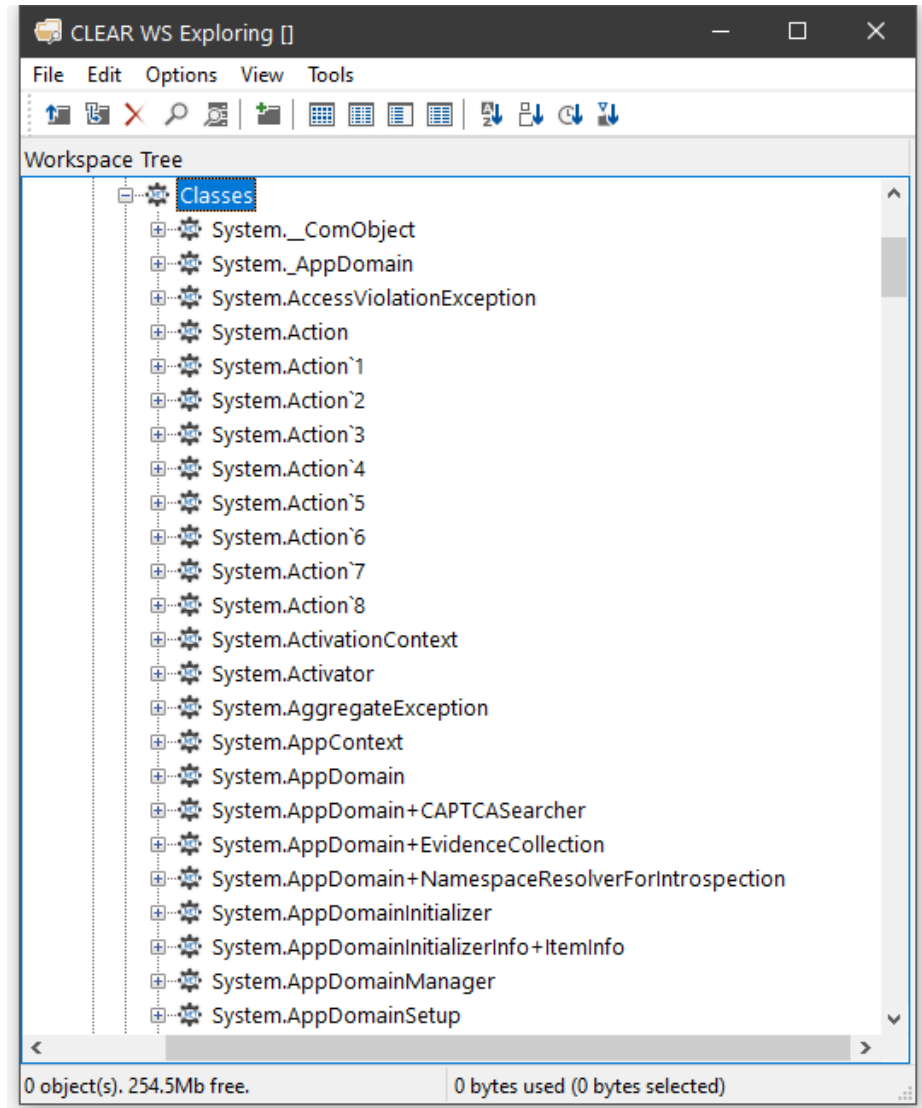 CLEAR WS Exploring []
File Edit Options View Tools
Workspace Tree
Classes
System.__ComObject
System._AppDomain
System.AccessViolationException
System.Action
System.Action`1
System.Action`2
System.Action`3
System.Action`4
System.Action`5
System.Action`6
System.Action`7
System.Action`8
System.ActivationContext
System.Activator
System.AggregateException
System.AppContext
System.AppDomain
System.AppDomain+CAPTCASearcher
System.AppDomain+EvidenceCollection
System.AppDomain+NamespaceResolverForIntrospection
System.AppDomainInitializer
System.AppDomainInitializerInfo+ItemInfo
System.AppDomainManager
System.AppDomainSetup
0 object(s). 254.5Mb free. 0 bytes used (0 bytes selected)